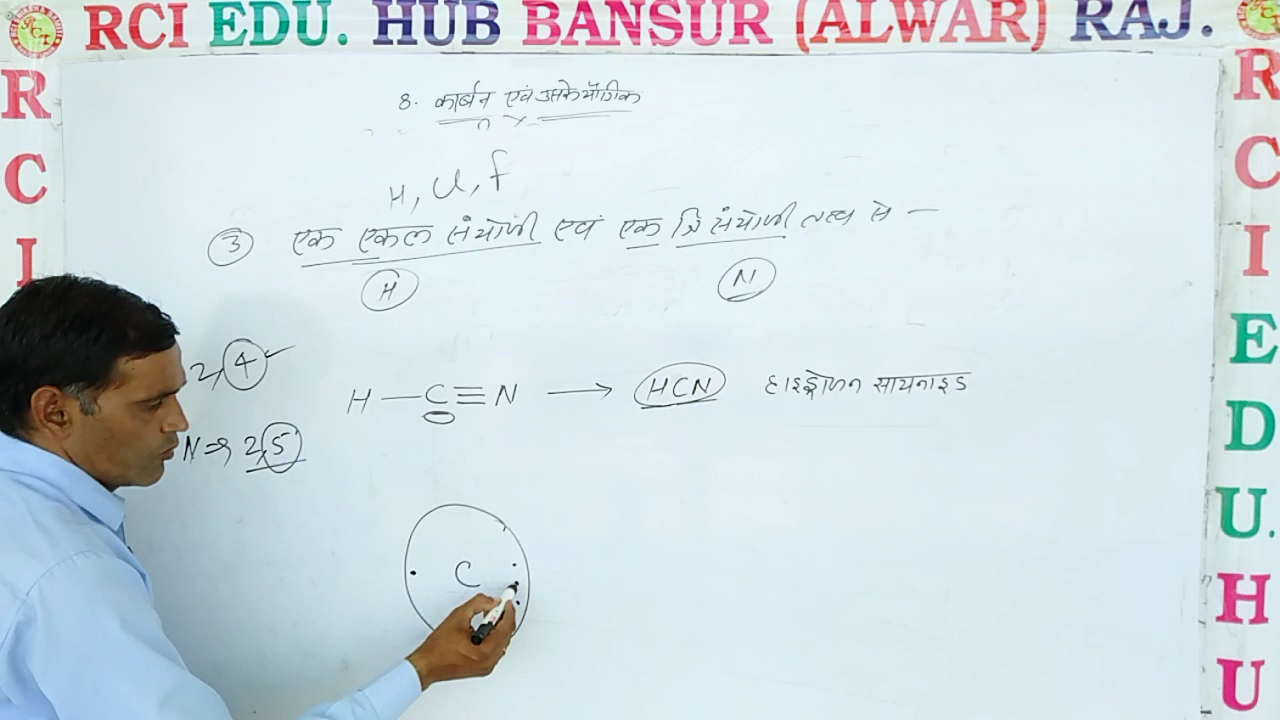 RCI EDU. HUB BANSUR (ALWAR) RAJ.
R
C
I
8. कार्बन एवं उसके यौगिक
H, Cl, F
③ एक एकल संयोजी एवं एक त्रि संयोजी तत्व से –
H N
2, 4 ✓
H — C ≡ N → HCN हाइड्रोजन सायनाइड
N ⇒ 2, 5
C
R
C
I
E
D
U.
H
U